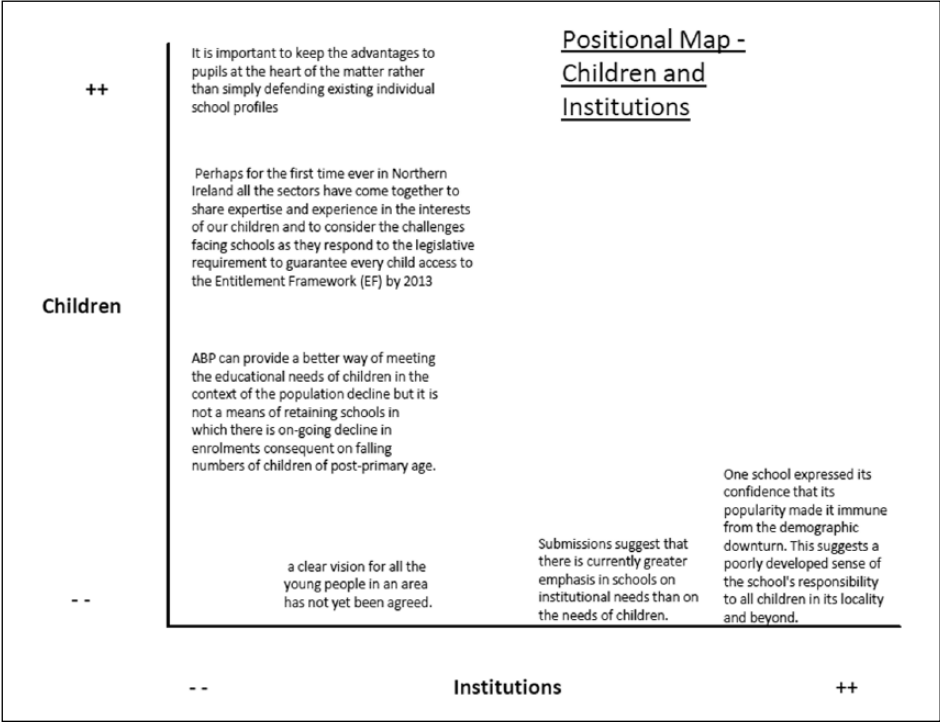 Positional Map -
Children and
Institutions
++
It is important to keep the advantages to
pupils at the heart of the matter rather
than simply defending existing individual
school profiles
Perhaps for the first time ever in Northern
Ireland all the sectors have come together to
share expertise and experience in the interests
of our children and to consider the challenges
facing schools as they respond to the legislative
requirement to guarantee every child access to
the Entitlement Framework (EF) by 2013
Children
ABP can provide a better way of meeting
the educational needs of children in the
context of the population decline but it is
not a means of retaining schools in
which there is on-going decline in
enrolments consequent on falling
numbers of children of post-primary age.
a clear vision for all the
young people in an area
has not yet been agreed.
Submissions suggest that
there is currently greater
emphasis in schools on
institutional needs than on
the needs of children.
One school expressed its
confidence that its
popularity made it immune
from the demographic
downturn. This suggests a
poorly developed sense of
the school's responsibility
to all children in its locality
and beyond.
- -
- -
Institutions
++